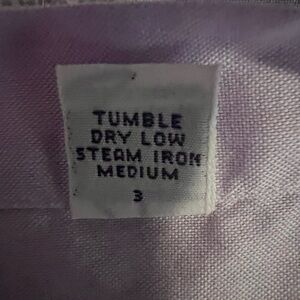 TUMBLE
DRY LOW
STEAM IRON
MEDIUM
3